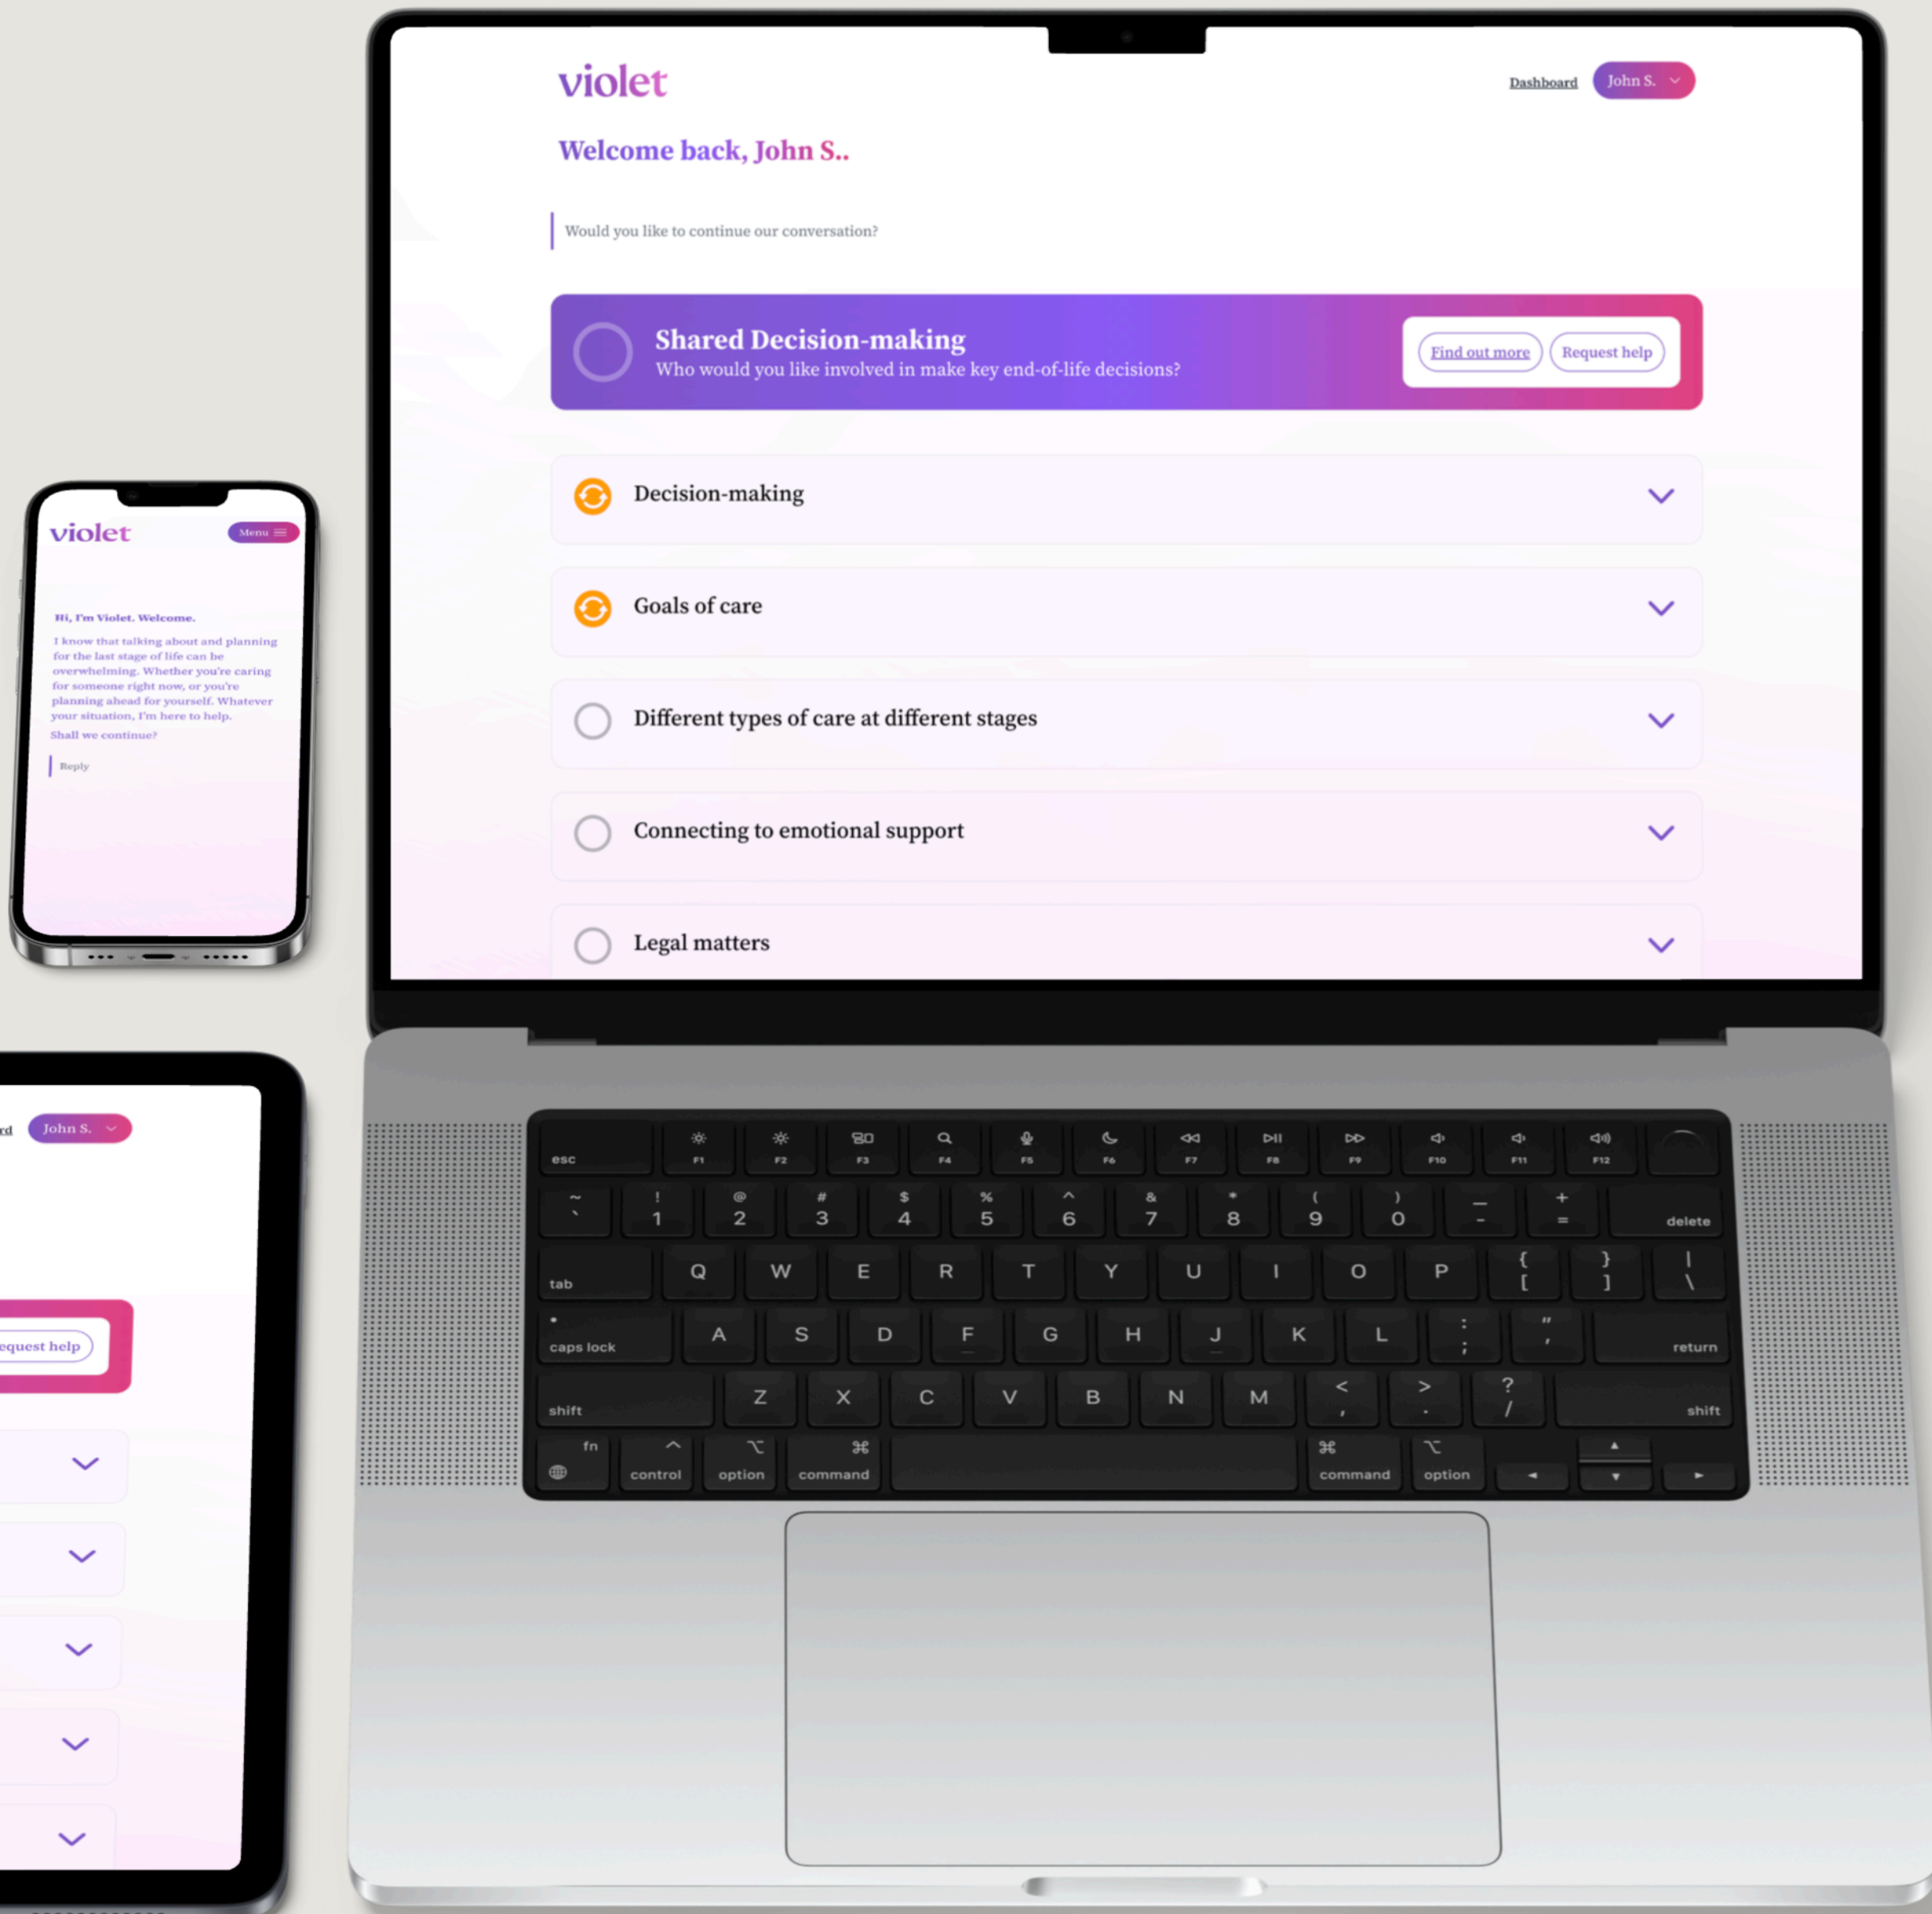 violet
Dashboard
John S.
Welcome back, John S..
Would you like to continue our conversation?
Shared Decision-making
Who would you like involved in make key end-of-life decisions?
Find out more
Request help
Decision-making
Goals of care
Different types of care at different stages
Connecting to emotional support
Legal matters
violet
Menu
Hi, I'm Violet. Welcome.
I know that talking about and planning
for the last stage of life can be
overwhelming. Whether you're caring
for someone right now, or you're
planning ahead for yourself. Whatever
your situation, I'm here to help.
Shall we continue?
Reply
rd
John S.
equest help
esc F1 F2 F3 F4 F5 F6 F7 F8 F9 F10 F11 F12
~ ! @ # $ % ^ & * ( ) — +
` 1 2 3 4 5 6 7 8 9 0 - = delete
tab Q W E R T Y U I O P { [ } ] | \
caps lock A S D F G H J K L : ; " ' return
shift Z X C V B N M < , > . ? / shift
fn control option command command option